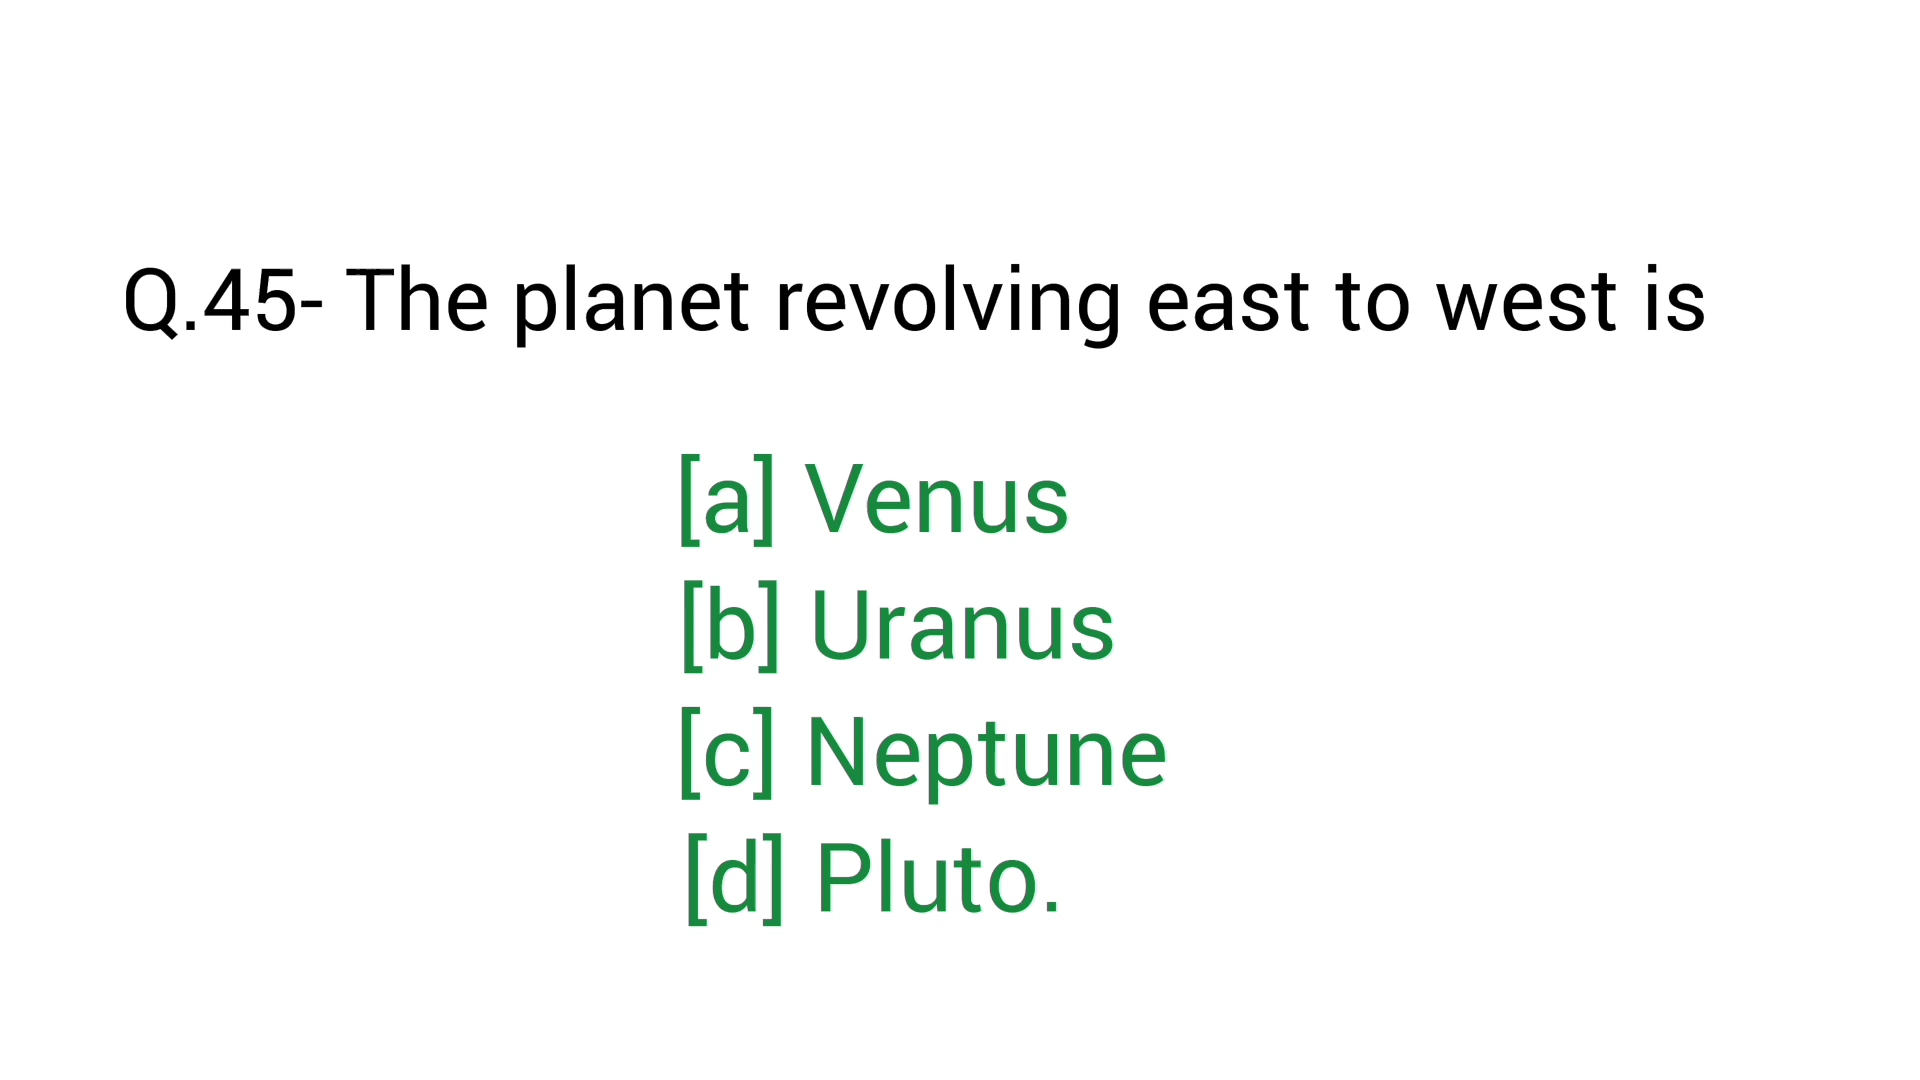 Q.45- The planet revolving east to west is
[a] Venus
[b] Uranus
[c] Neptune
[d] Pluto.